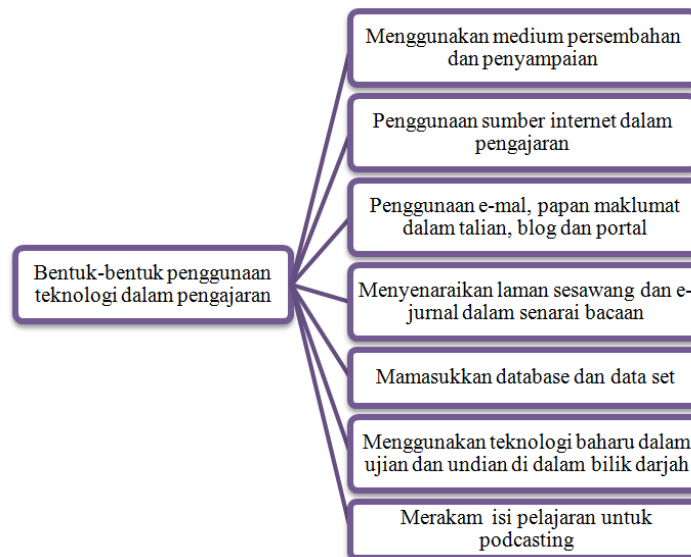 Menggunakan medium persembahan
dan penyampaian
Penggunaan sumber internet dalam
pengajaran
Penggunaan e-mal, papan maklumat
dalam talian, blog dan portal
Bentuk-bentuk penggunaan
teknologi dalam pengajaran
Menyenaraikan laman sesawang dan e-
jurnal dalam senarai bacaan
Mamasukkan database dan data set
Menggunakan teknologi baharu dalam
ujian dan undian di dalam bilik darjah
Merakam isi pelajaran untuk
podcasting